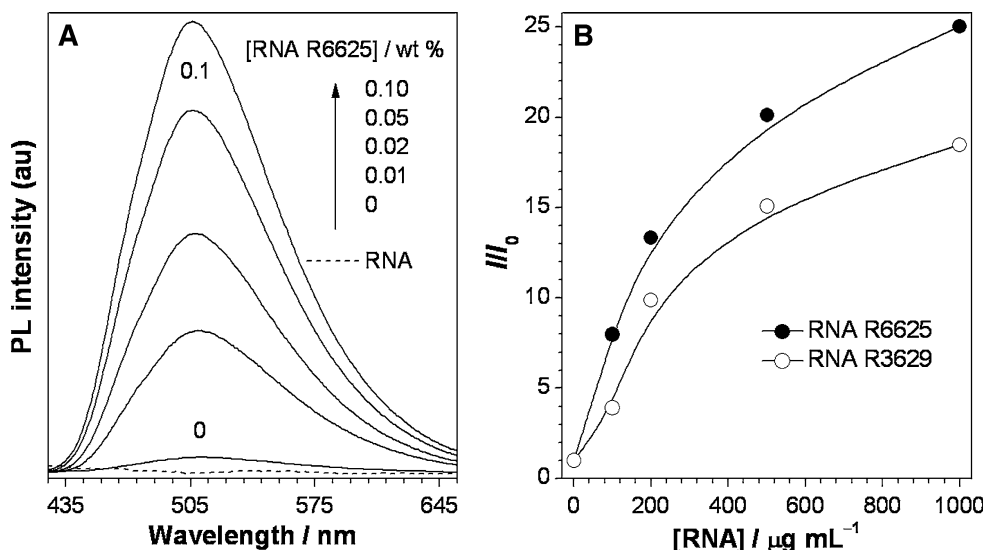 A
[RNA R6625] / wt %
0.10
0.05
0.02
0.01
0
RNA
0.1
0
PL intensity (au)
435 505 575 645
Wavelength / nm
B
25
20
15
10
5
0
I/I₀
RNA R6625
RNA R3629
0 200 400 600 800 1000
[RNA] / μg mL⁻¹